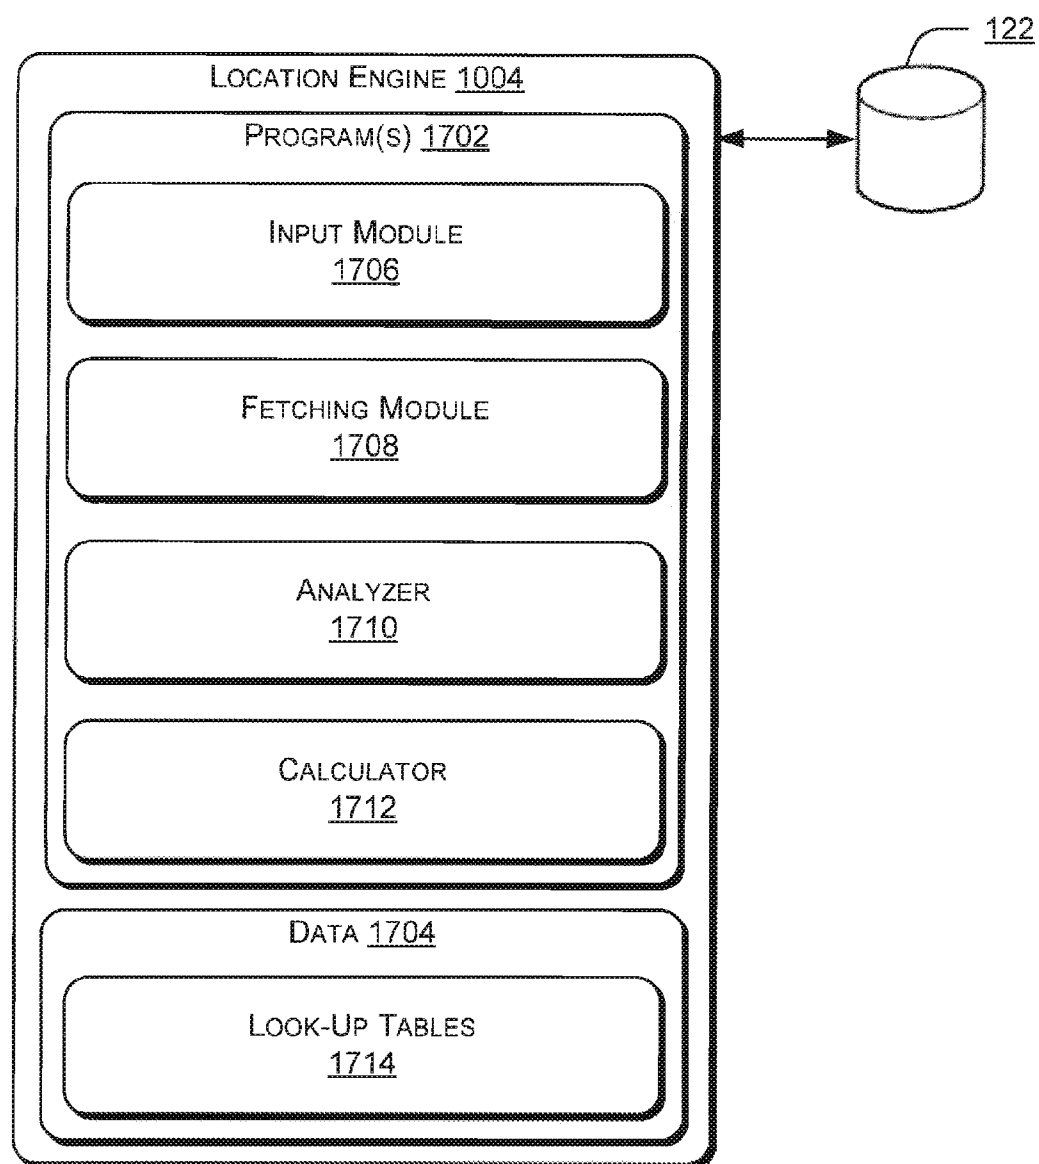 122
LOCATION ENGINE 1004
PROGRAM(S) 1702
INPUT MODULE
1706
FETCHING MODULE
1708
ANALYZER
1710
CALCULATOR
1712
DATA 1704
LOOK-UP TABLES
1714